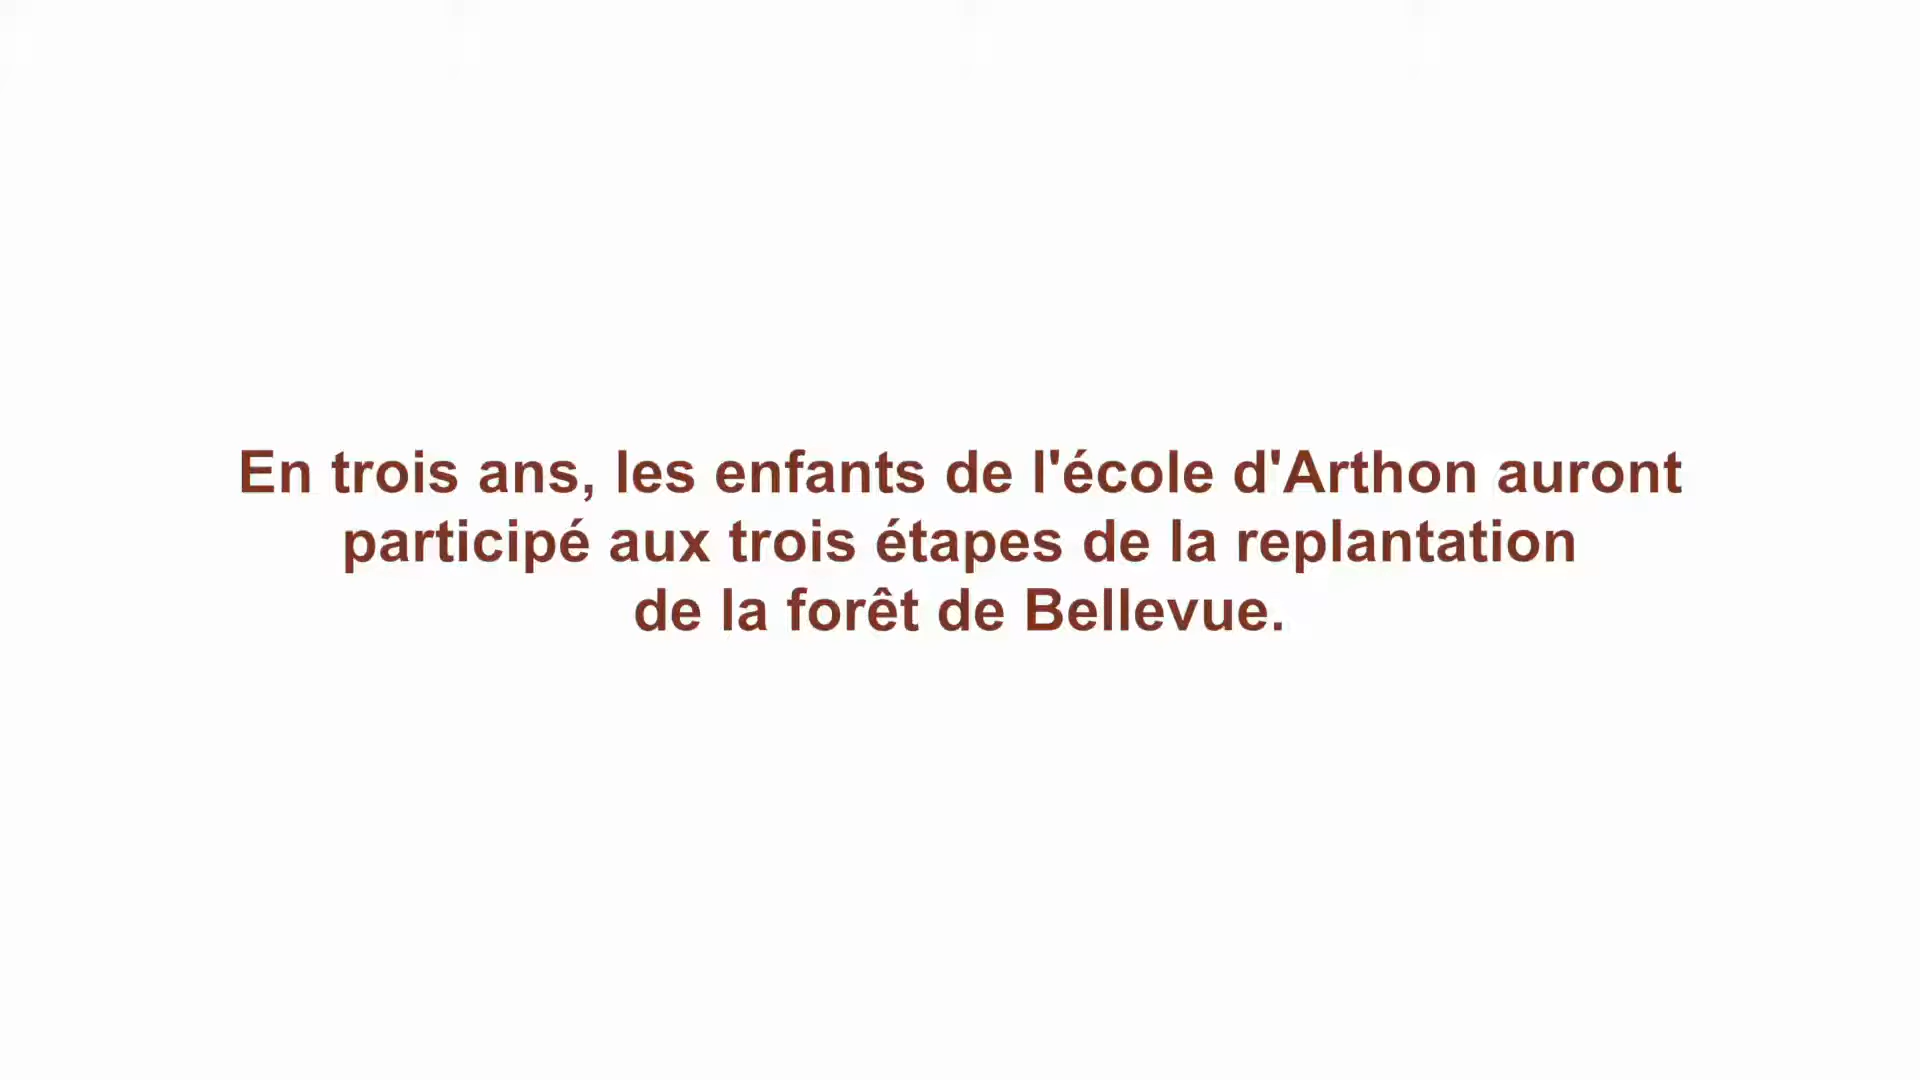 En trois ans, les enfants de l'école d'Arthon auront
participé aux trois étapes de la replantation
de la forêt de Bellevue.